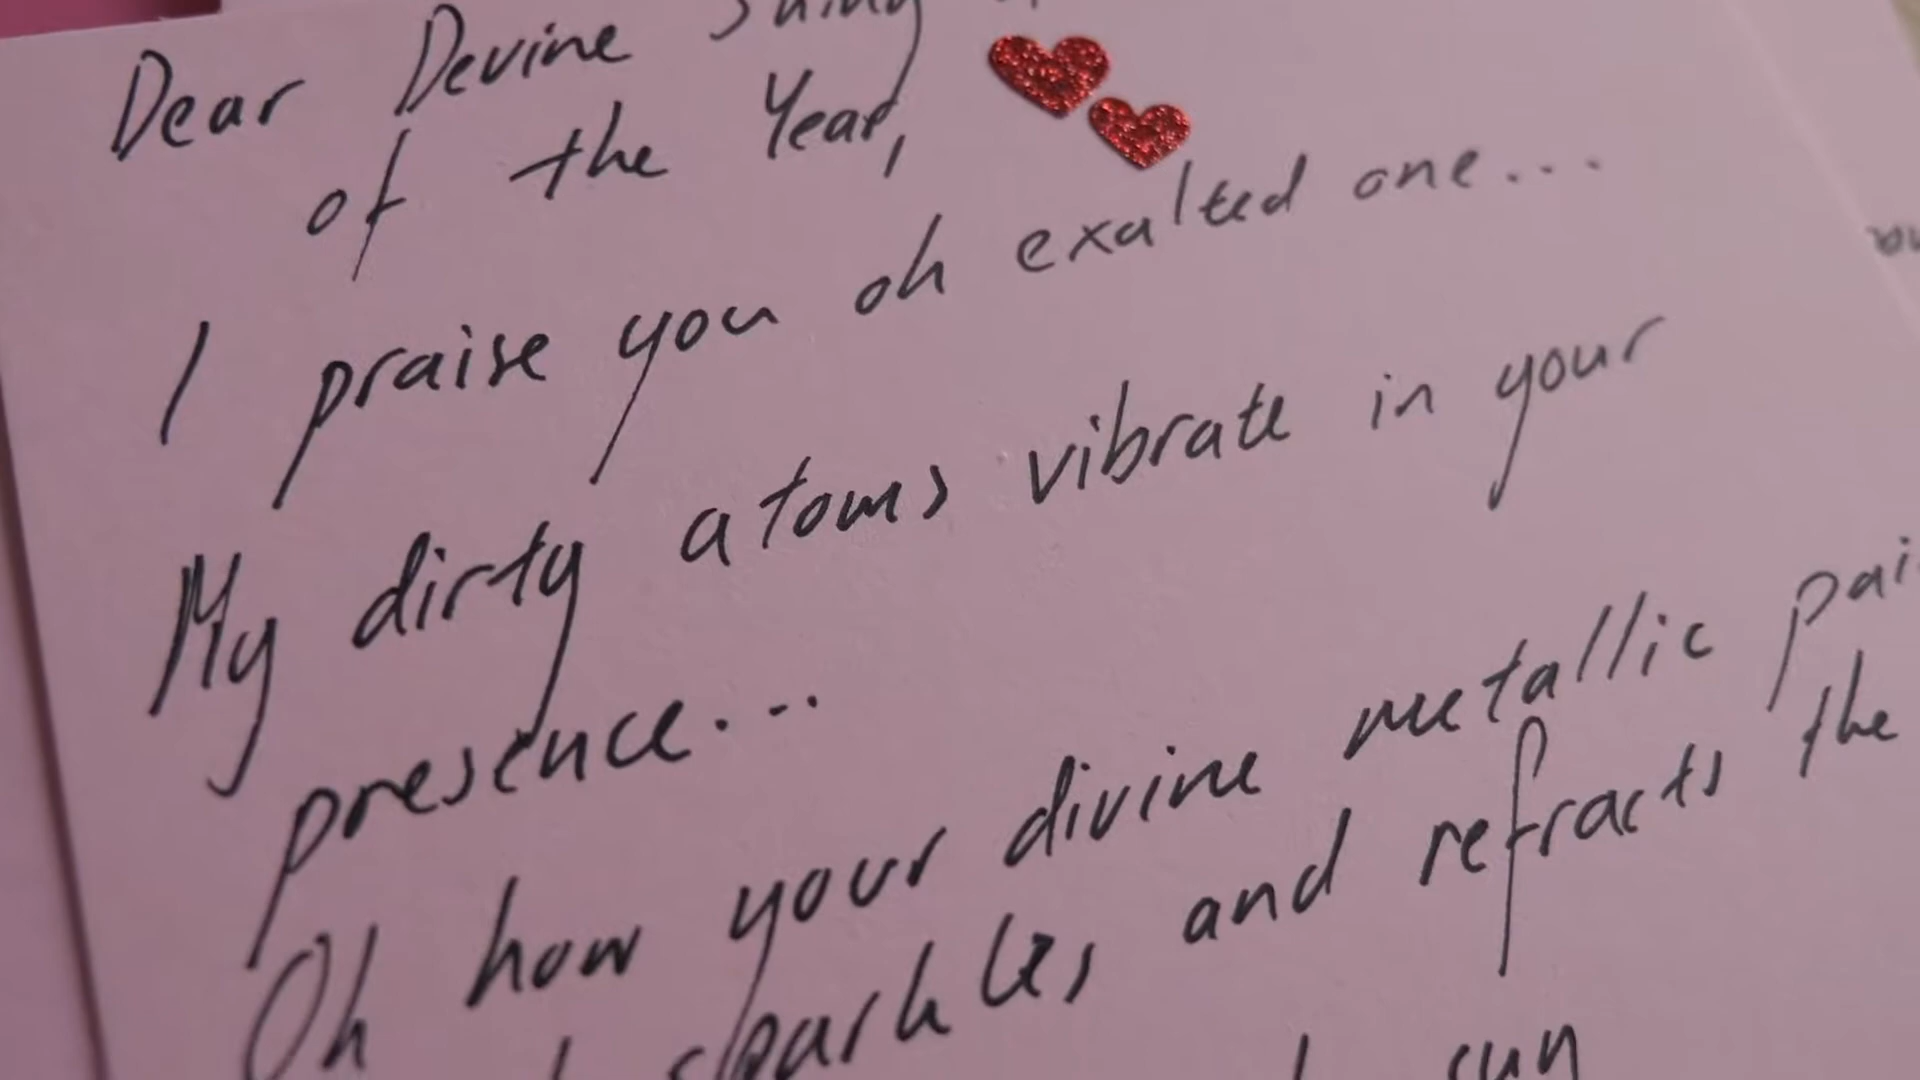 Dear Devine
of the Year,
I praise you oh exalted one...
My dirty atoms vibrate in your
presence...
Oh how your divine metallic
sparkles and refracts the
sun